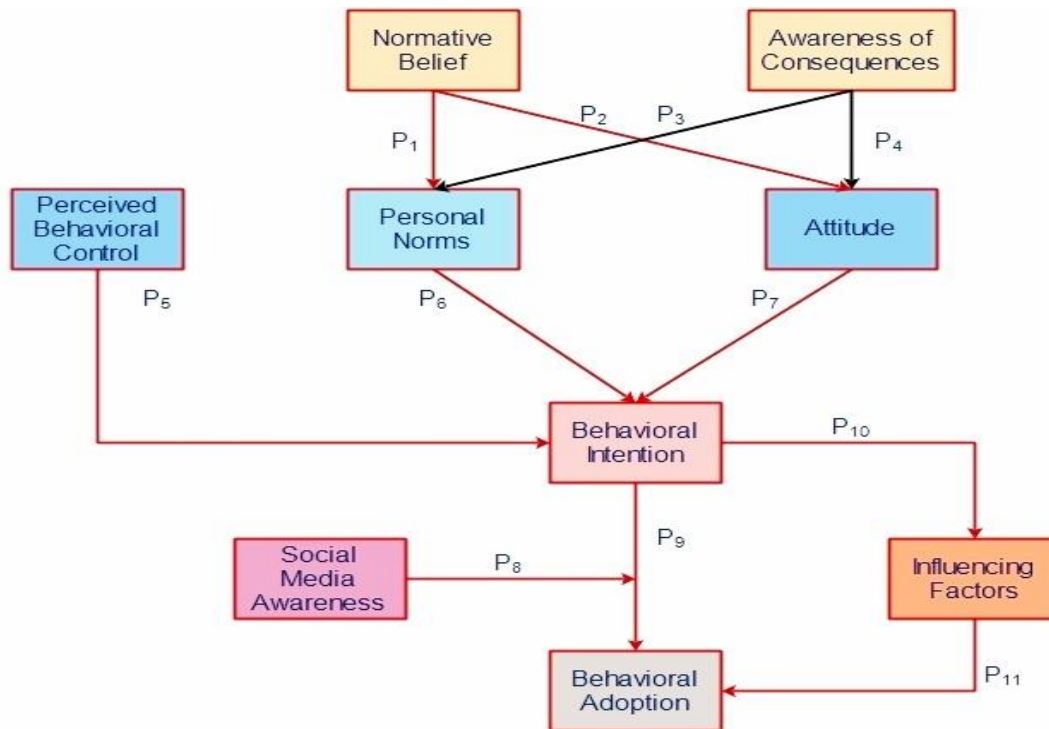 Normative
Belief
Awareness of
Consequences
P₁
P₂
P₃
P₄
Perceived
Behavioral
Control
Personal
Norms
Attitude
P₅
P₆
P₇
Behavioral
Intention
P₁₀
Social
Media
Awareness
P₈
P₉
Influencing
Factors
Behavioral
Adoption
P₁₁